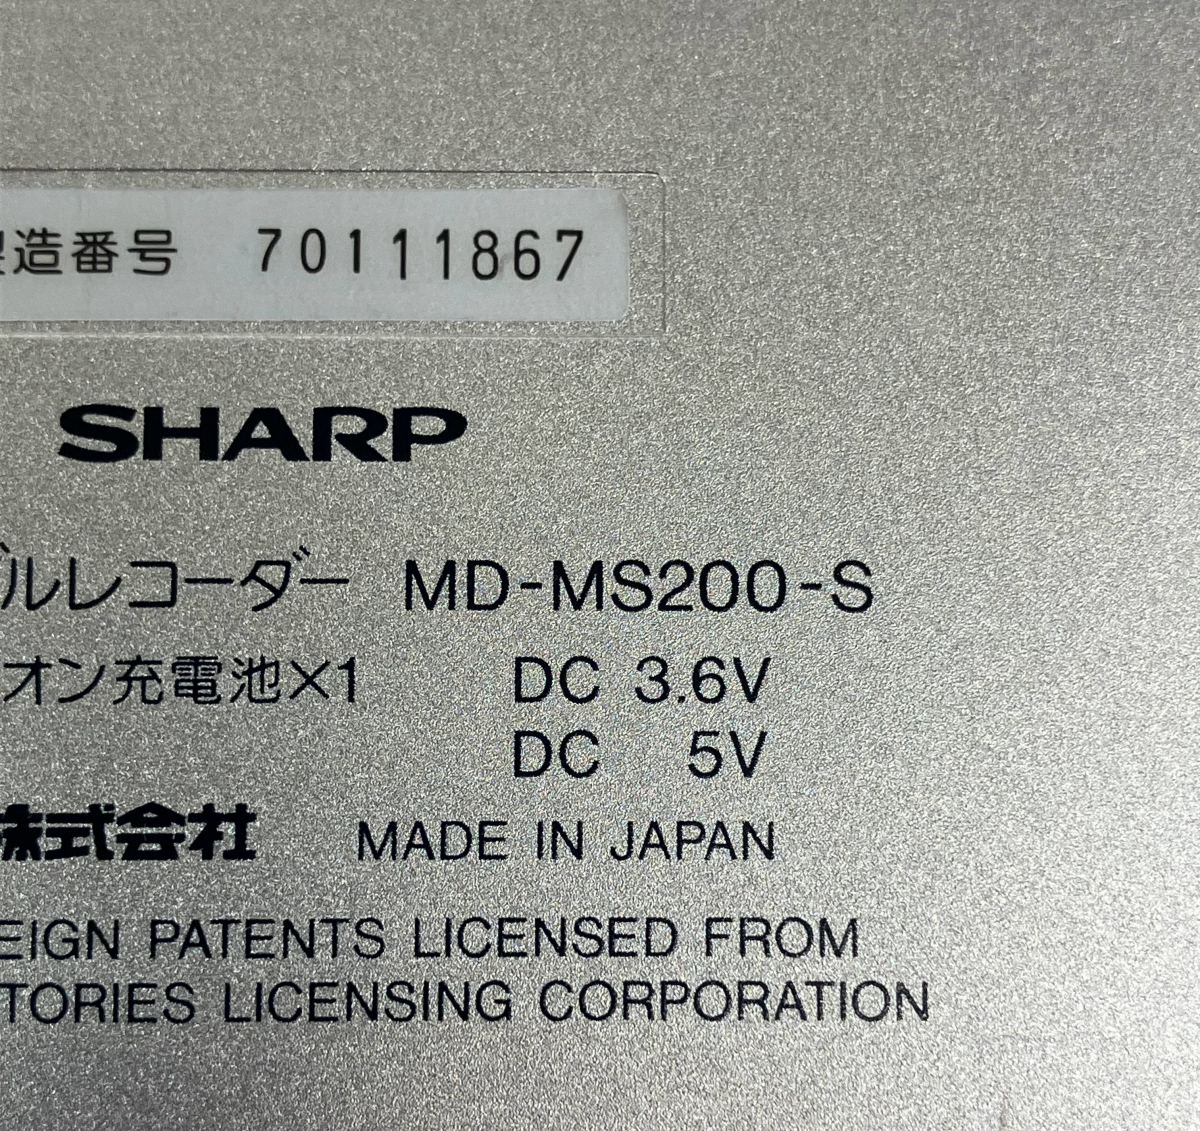 製造番号 70111867
SHARP
ブルレコーダー MD-MS200-S
オン充電池×1 DC 3.6V
DC 5V
株式会社 MADE IN JAPAN
EIGN PATENTS LICENSED FROM
TORIES LICENSING CORPORATION